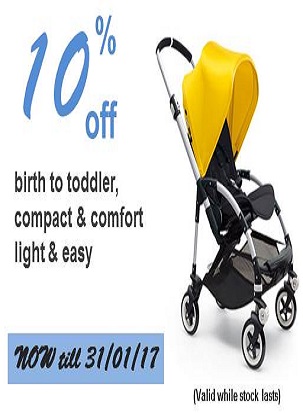 10% off
birth to toddler,
compact & comfort
light & easy
NOW till 31/01/17
(Valid while stock lasts)